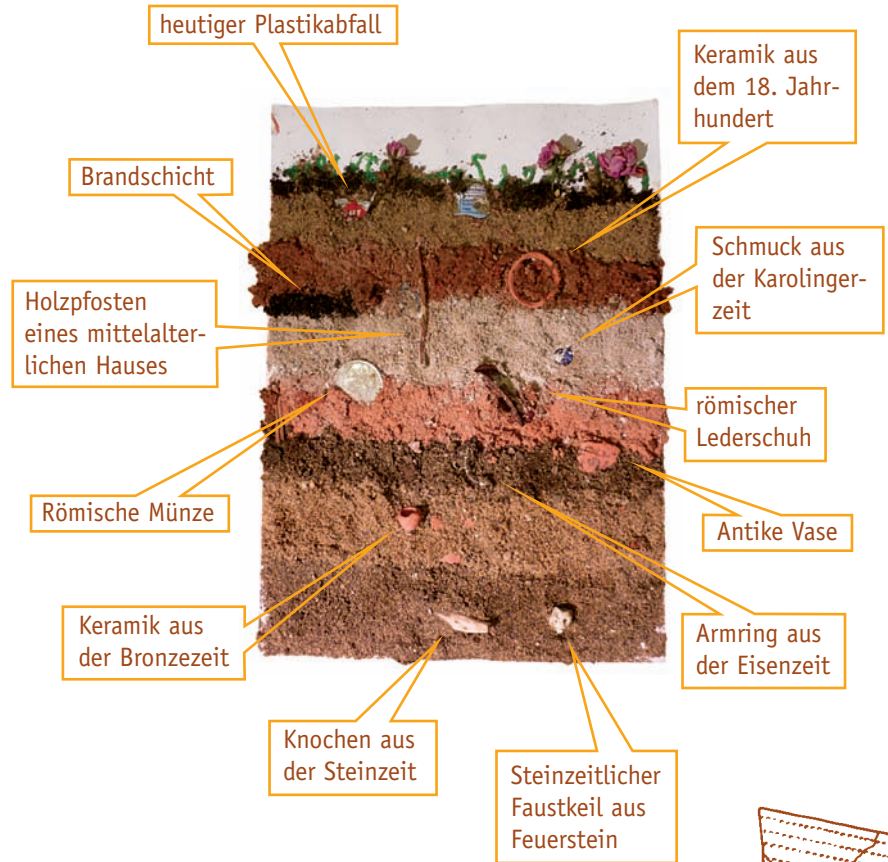 heutiger Plastikabfall
Keramik aus
dem 18. Jahr-
hundert
Brandschicht
Schmuck aus
der Karolinger-
zeit
Holzpfosten
eines mittelalter-
lichen Hauses
römischer
Lederschuh
Römische Münze
Antike Vase
Keramik aus
der Bronzezeit
Armring aus
der Eisenzeit
Knochen aus
der Steinzeit
Steinzeitlicher
Faustkeil aus
Feuerstein